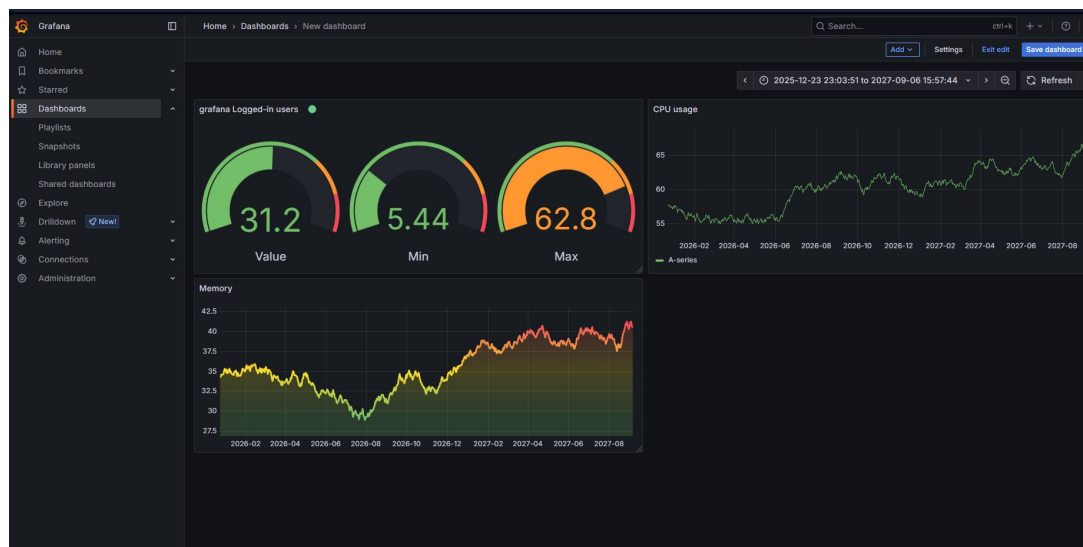 Grafana
Home › Dashboards › New dashboard
Search...
ctrl+k
Add
Settings
Exit edit
Save dashboard
Home
Bookmarks
Starred
Dashboards
Playlists
Snapshots
Library panels
Shared dashboards
Explore
Drilldown New!
Alerting
Connections
Administration
2025-12-23 23:03:51 to 2027-09-06 15:57:44
Refresh
grafana Logged-in users
31.2
5.44
62.8
Value
Min
Max
CPU usage
65
60
55
2026-02 2026-04 2026-06 2026-08 2026-10 2026-12 2027-02 2027-04 2027-06 2027-08
A-series
Memory
42.5
40
37.5
35
32.5
30
27.5
2026-02 2026-04 2026-06 2026-08 2026-10 2026-12 2027-02 2027-04 2027-06 2027-08